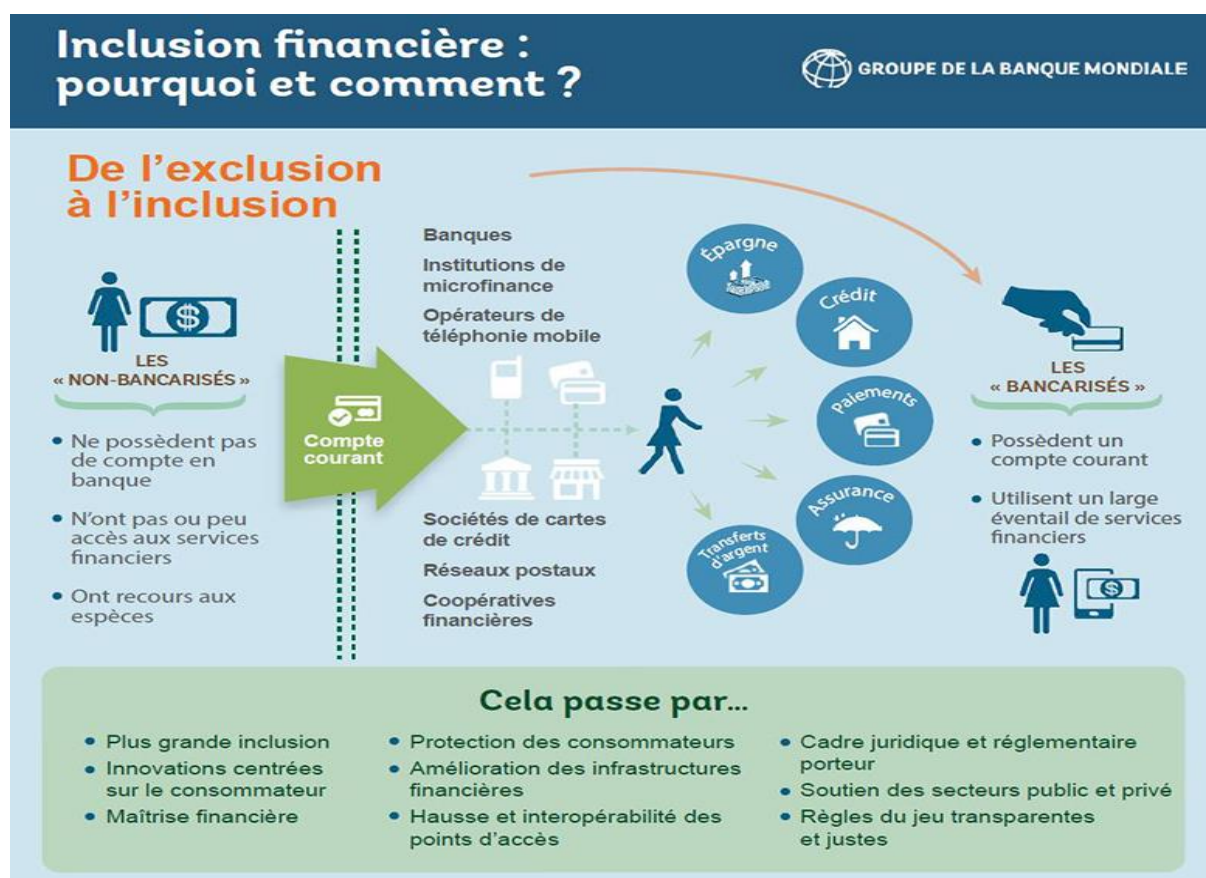 Inclusion financière :
pourquoi et comment ?
GROUPE DE LA BANQUE MONDIALE
De l'exclusion
à l'inclusion
LES
« NON-BANCARISÉS »
• Ne possèdent pas
de compte en
banque
• N'ont pas ou peu
accès aux services
financiers
• Ont recours aux
espèces
Compte
courant
Banques
Institutions de
microfinance
Opérateurs de
téléphonie mobile
Sociétés de cartes
de crédit
Réseaux postaux
Coopératives
financières
Épargne
Crédit
Paiements
Assurance
Transferts
d'argent
LES
« BANCARISÉS »
• Possèdent un
compte courant
• Utilisent un large
éventail de services
financiers
Cela passe par...
• Plus grande inclusion
• Innovations centrées
sur le consommateur
• Maîtrise financière
• Protection des consommateurs
• Amélioration des infrastructures
financières
• Hausse et interopérabilité des
points d'accès
• Cadre juridique et réglementaire
porteur
• Soutien des secteurs public et privé
• Règles du jeu transparentes
et justes